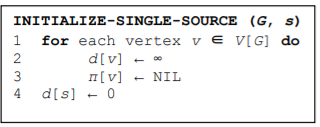 INITIALIZE-SINGLE-SOURCE (G, s)
1 for each vertex v ∈ V[G] do
2 d[v] ← ∞
3 π[v] ← NIL
4 d[s] ← 0